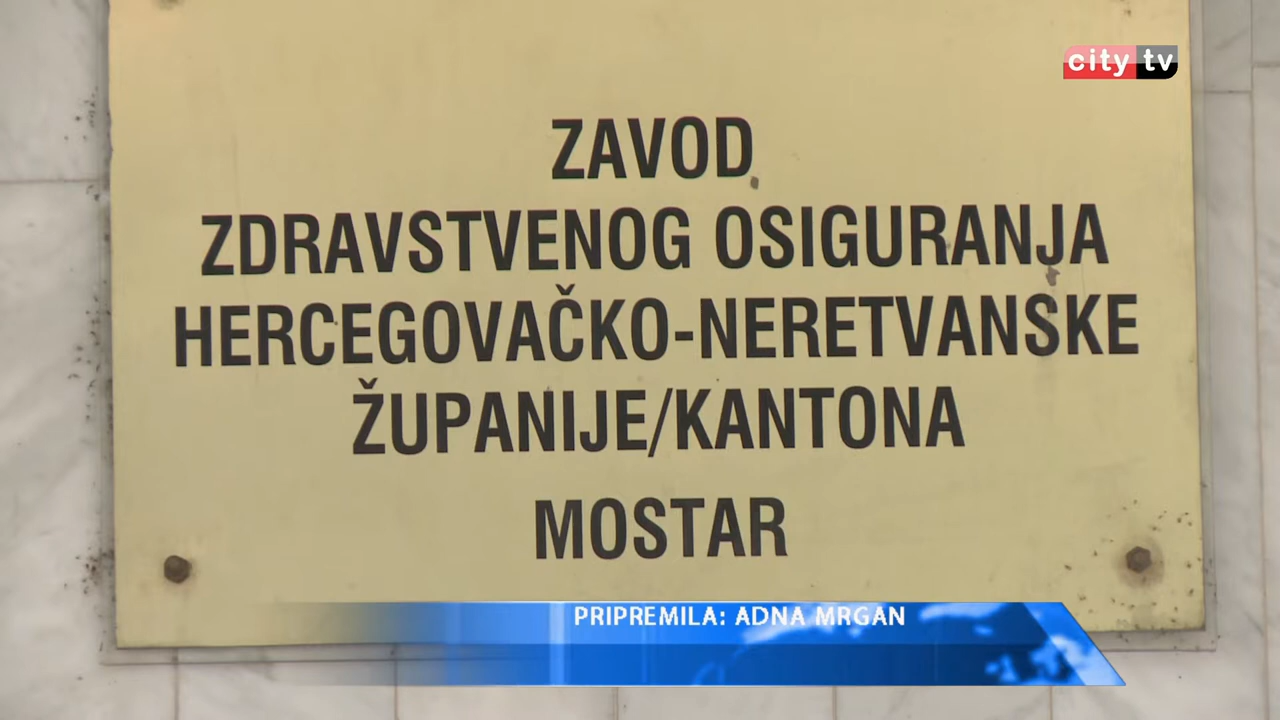 city tv
ZAVOD
ZDRAVSTVENOG OSIGURANJA
HERCEGOVAČKO-NERETVANSKE
ŽUPANIJE/KANTONA
MOSTAR
PRIPREMILA: ADNA MRGAN